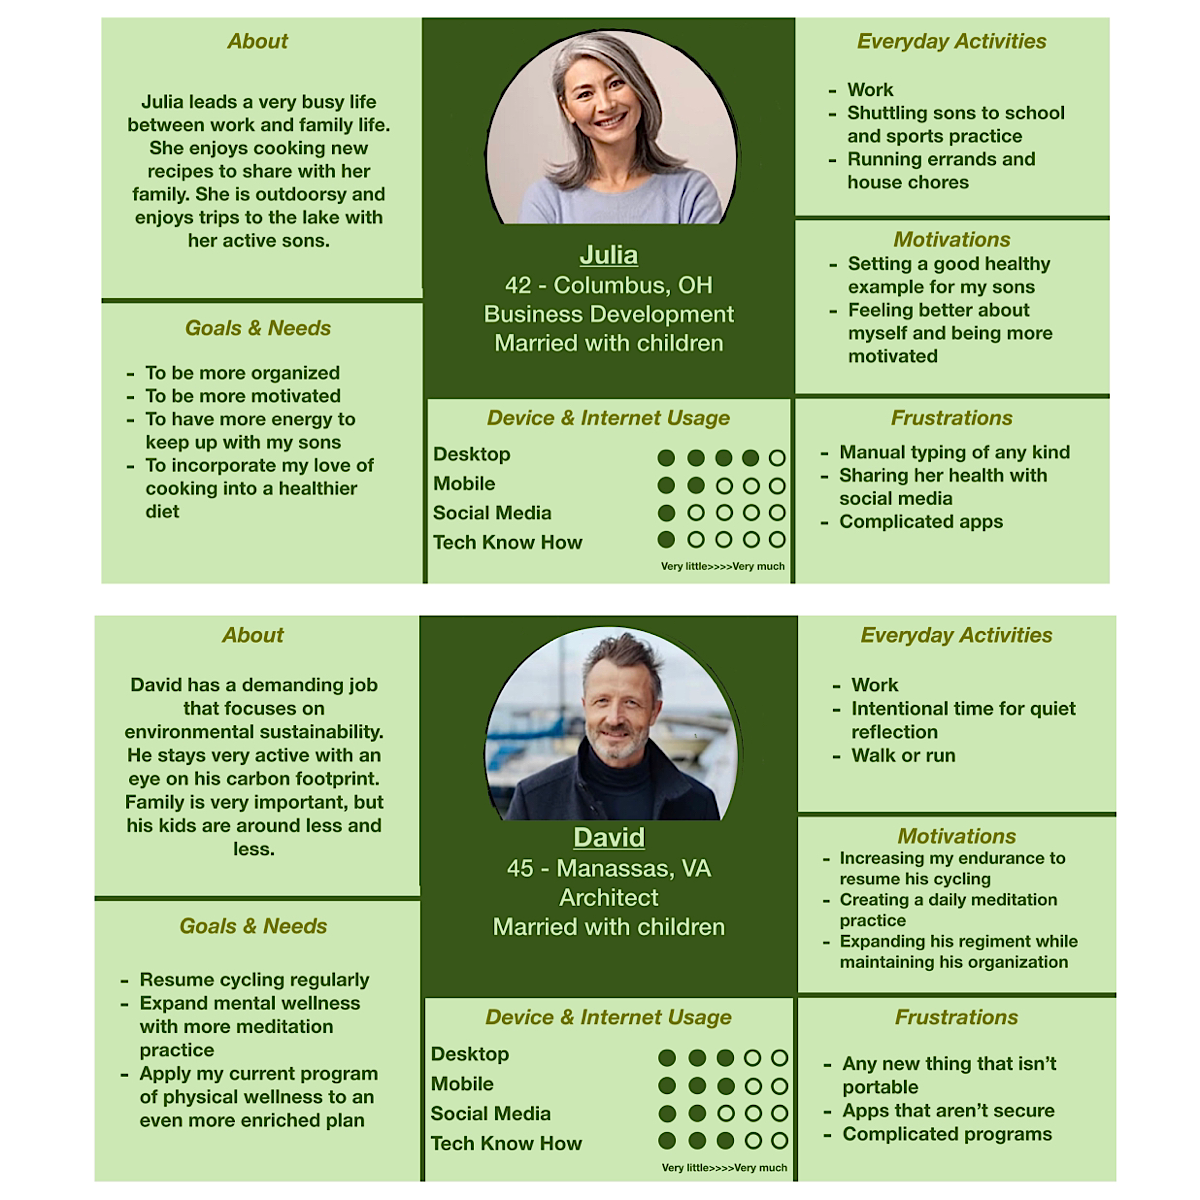 About
Julia leads a very busy life
between work and family life.
She enjoys cooking new
recipes to share with her
family. She is outdoorsy and
enjoys trips to the lake with
her active sons.
Goals & Needs
- To be more organized
- To be more motivated
- To have more energy to
keep up with my sons
- To incorporate my love of
cooking into a healthier
diet
Julia
42 - Columbus, OH
Business Development
Married with children
Device & Internet Usage
Desktop
Mobile
Social Media
Tech Know How
Very little>>>>Very much
Everyday Activities
- Work
- Shuttling sons to school
and sports practice
- Running errands and
house chores
Motivations
- Setting a good healthy
example for my sons
- Feeling better about
myself and being more
motivated
Frustrations
- Manual typing of any kind
- Sharing her health with
social media
- Complicated apps
About
David has a demanding job
that focuses on
environmental sustainability.
He stays very active with an
eye on his carbon footprint.
Family is very important, but
his kids are around less and
less.
Goals & Needs
- Resume cycling regularly
- Expand mental wellness
with more meditation
practice
- Apply my current program
of physical wellness to an
even more enriched plan
David
45 - Manassas, VA
Architect
Married with children
Device & Internet Usage
Desktop
Mobile
Social Media
Tech Know How
Very little>>>>Very much
Everyday Activities
- Work
- Intentional time for quiet
reflection
- Walk or run
Motivations
- Increasing my endurance to
resume his cycling
- Creating a daily meditation
practice
- Expanding his regiment while
maintaining his organization
Frustrations
- Any new thing that isn't
portable
- Apps that aren't secure
- Complicated programs